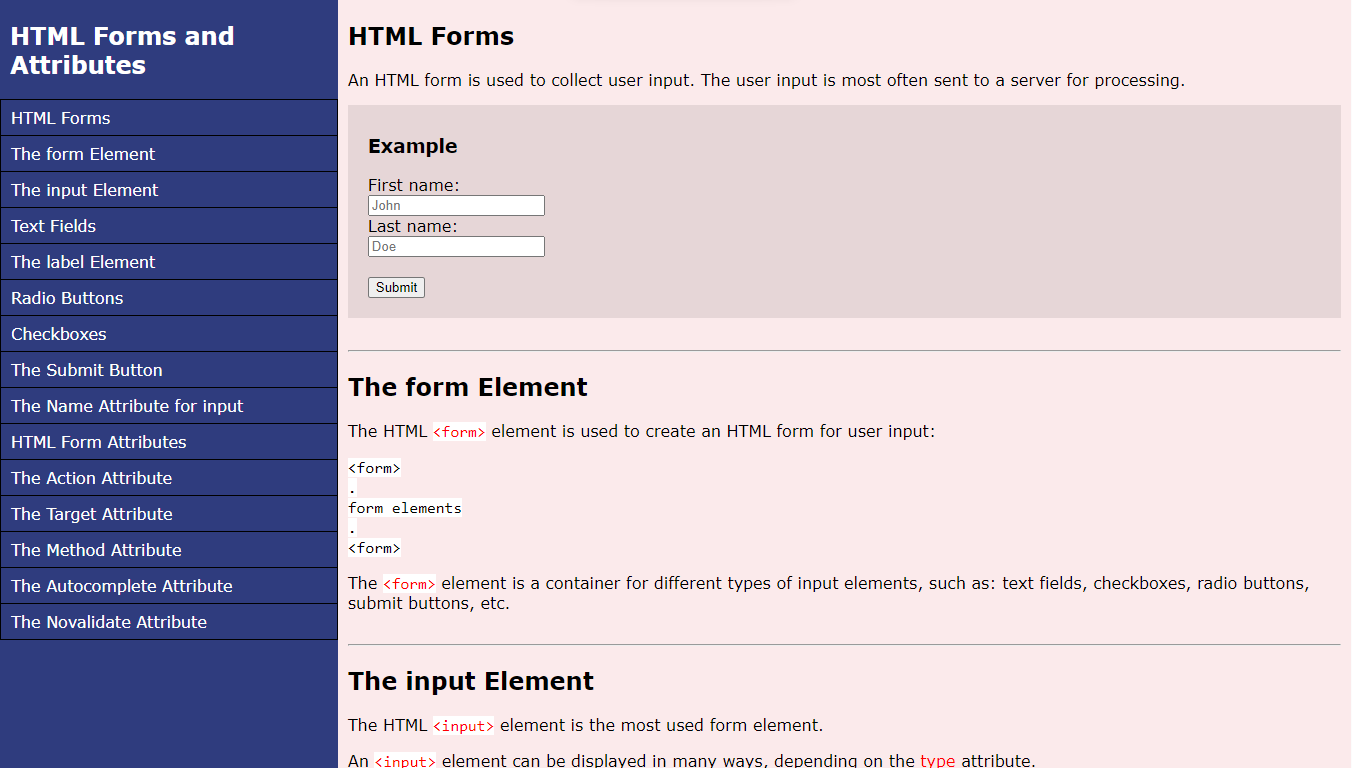 HTML Forms and
Attributes
HTML Forms
The form Element
The input Element
Text Fields
The label Element
Radio Buttons
Checkboxes
The Submit Button
The Name Attribute for input
HTML Form Attributes
The Action Attribute
The Target Attribute
The Method Attribute
The Autocomplete Attribute
The Novalidate Attribute
HTML Forms
An HTML form is used to collect user input. The user input is most often sent to a server for processing.
Example
First name:
John
Last name:
Doe
Submit
The form Element
The HTML <form> element is used to create an HTML form for user input:
<form>
.
form elements
.
<form>
The <form> element is a container for different types of input elements, such as: text fields, checkboxes, radio buttons,
submit buttons, etc.
The input Element
The HTML <input> element is the most used form element.
An <input> element can be displayed in many ways, depending on the type attribute.